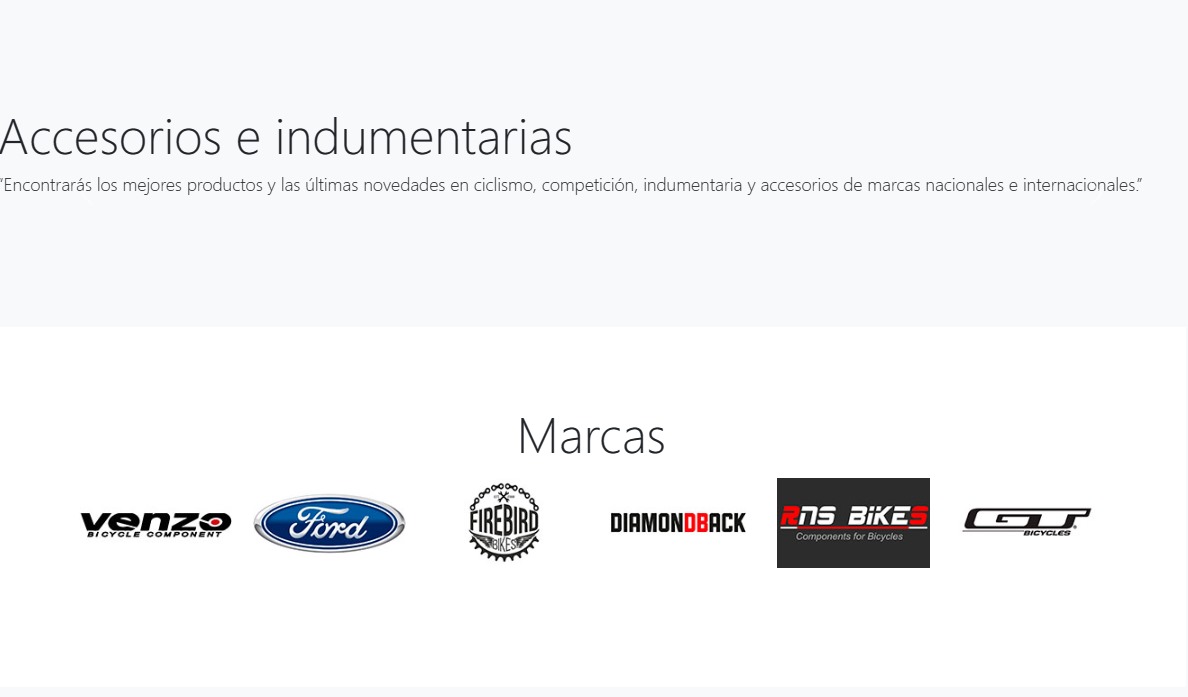 Accesorios e indumentarias
"Encontrarás los mejores productos y las últimas novedades en ciclismo, competición, indumentaria y accesorios de marcas nacionales e internacionales."
Marcas
VENZO
BICYCLE COMPONENT
Ford
FIREBIRD
BIKES
DIAMONDBACK
RNS BIKES
Components for Bicycles
GT
BICYCLES